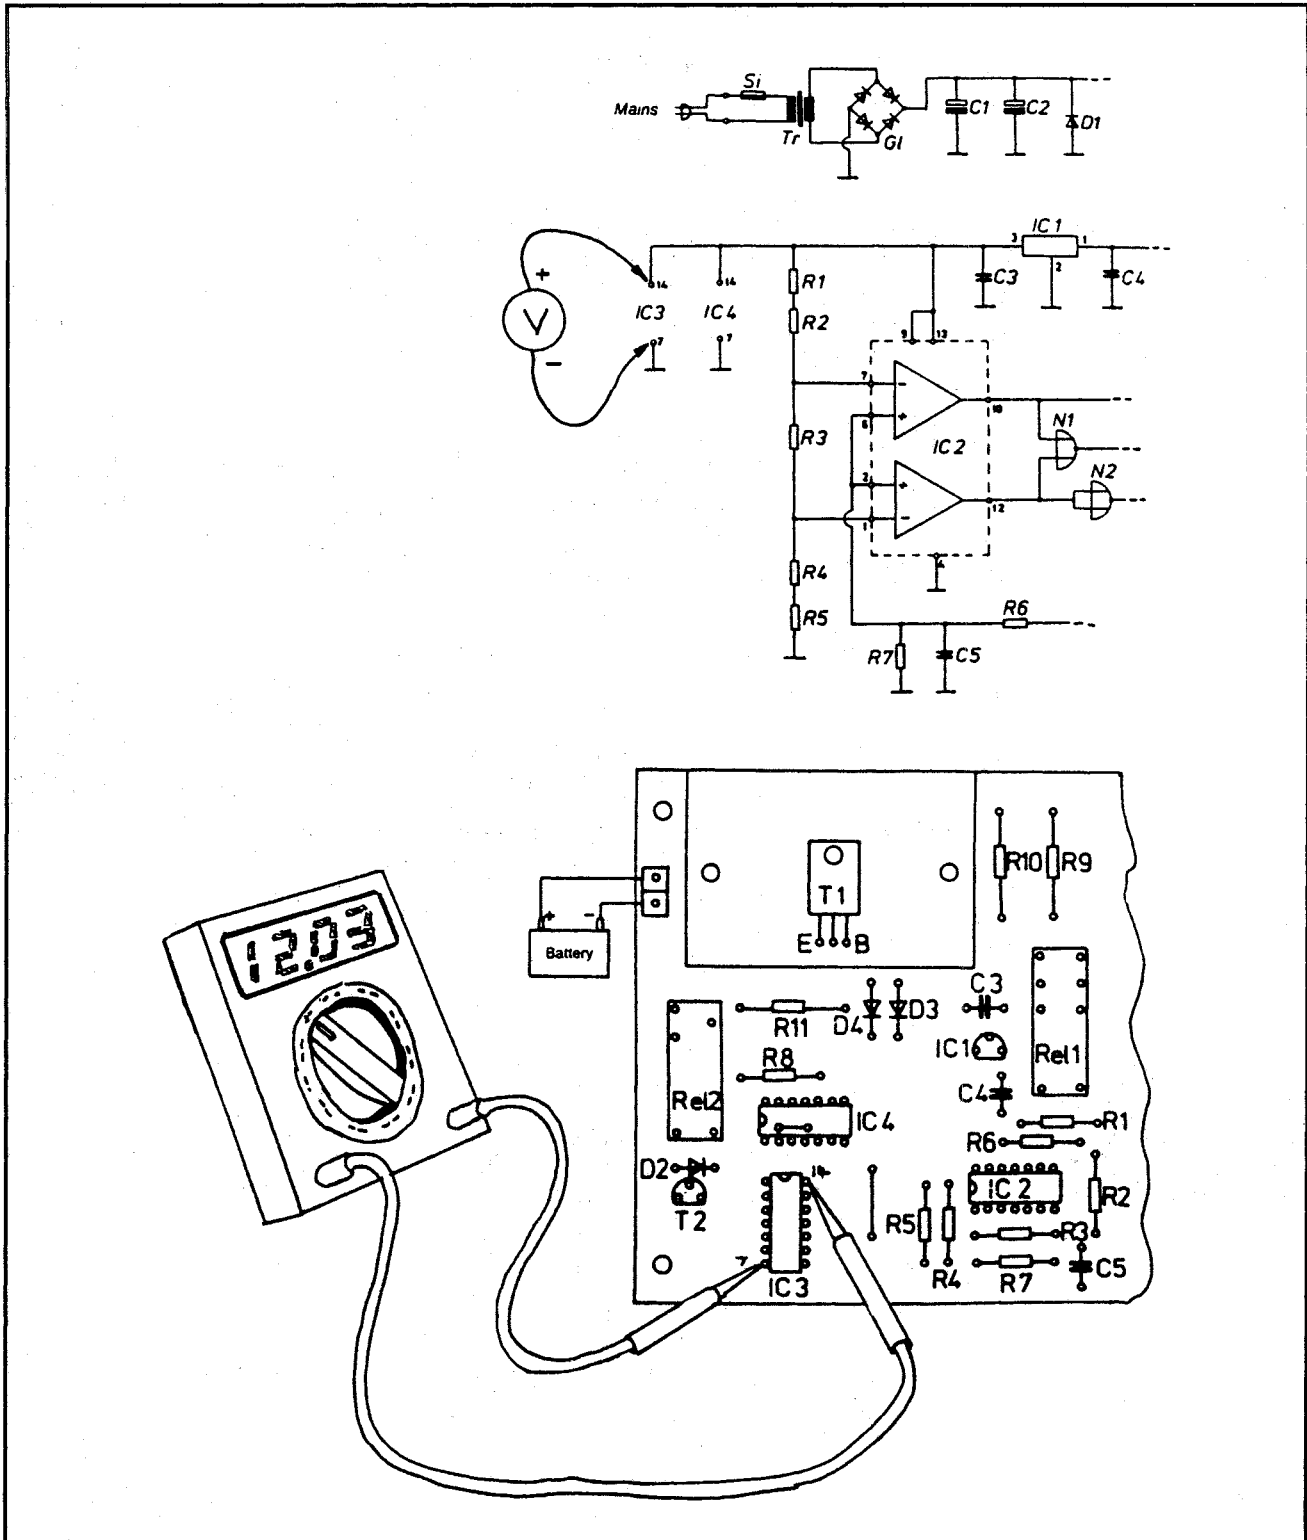 Si
Mains
Tr
Gl
C1
C2
D1
IC1
3
1
2
C3
C4
+
V
−
14
IC3
7
14
IC4
7
R1
R2
R3
R4
R5
9
13
7
−
6
+
10
IC2
2
+
1
−
12
4
N1
N2
R6
R7
C5
+ −
Battery
T1
E B
R10
R9
12.03
C3
R11
D4
D3
IC1
Rel1
R8
Rel2
C4
IC4
R1
R6
D2
T2
14
IC2
R2
R5
R4
R3
7
IC3
R7
C5